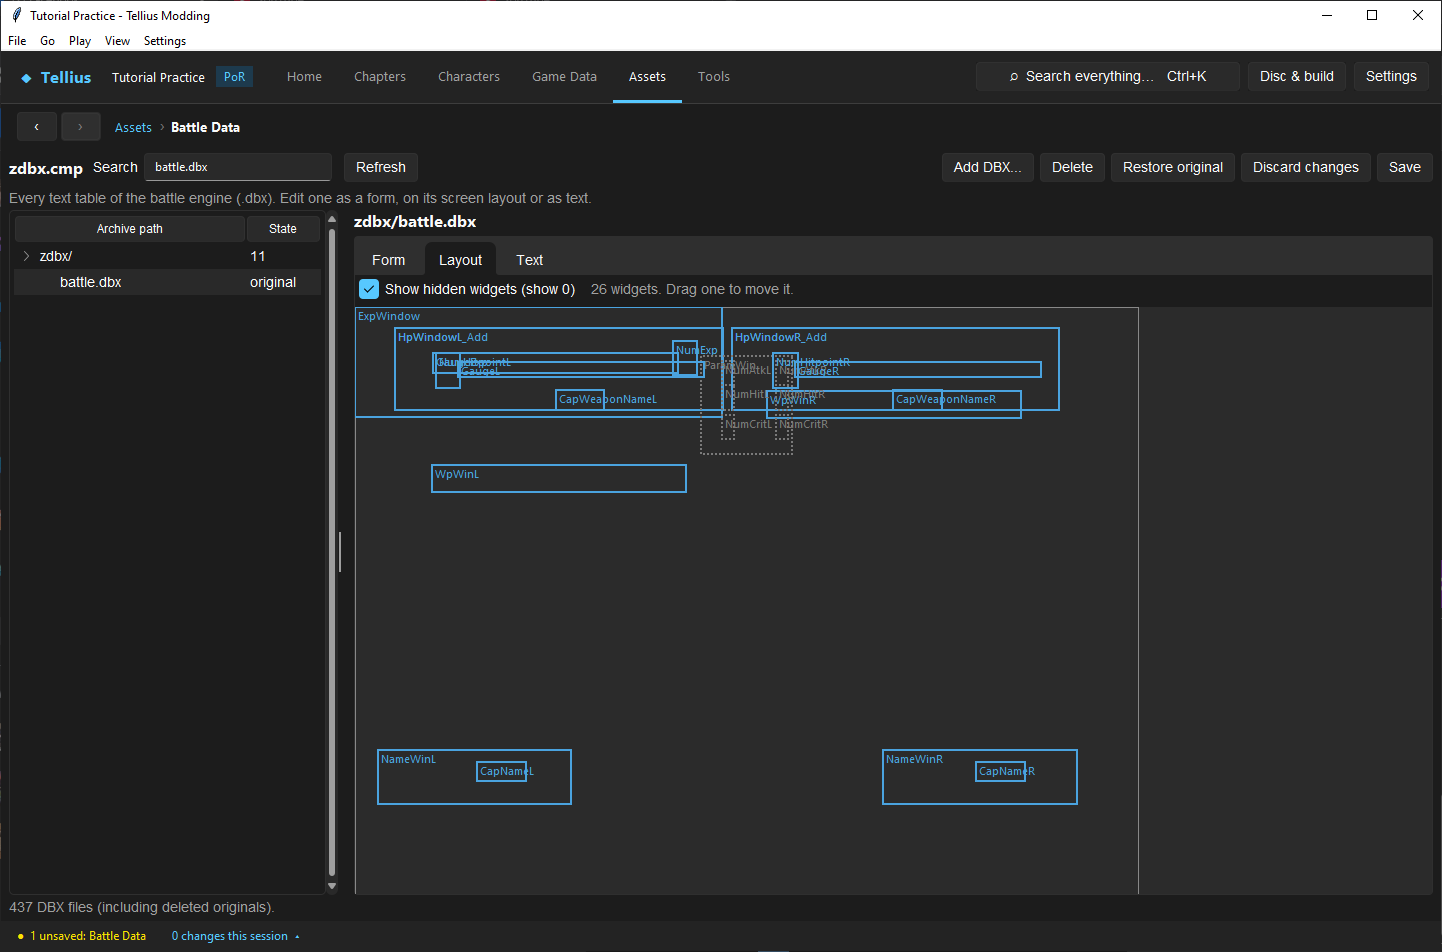 Tutorial Practice - Tellius Modding
File Go Play View Settings
Tellius Tutorial Practice PoR Home Chapters Characters Game Data Assets Tools Search everything... Ctrl+K Disc & build Settings
Assets › Battle Data
zdbx.cmp Search battle.dbx Refresh Add DBX... Delete Restore original Discard changes Save
Every text table of the battle engine (.dbx). Edit one as a form, on its screen layout or as text.
Archive path State
zdbx/ 11
battle.dbx original
zdbx/battle.dbx
Form Layout Text
Show hidden widgets (show 0) 26 widgets. Drag one to move it.
ExpWindow
HpWindowL_Add HpWindowR_Add
NumExp
NumHitpointR
ParamWin
GaugeL GaugeR
NumAtkL
NumHitL
CapWeaponNameL WpWinR CapWeaponNameR
NumCritL NumCritR
WpWinL
NameWinL NameWinR
CapNameL CapNameR
437 DBX files (including deleted originals).
1 unsaved: Battle Data 0 changes this session